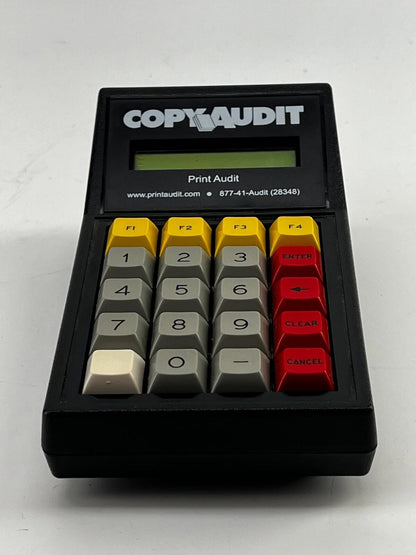 COPYAUDIT
Print Audit
www.printaudit.com • 877-41-Audit (28348)
F1 F2 F3 F4
1 2 3 ENTER
4 5 6 ←
7 8 9 CLEAR
0 — CANCEL